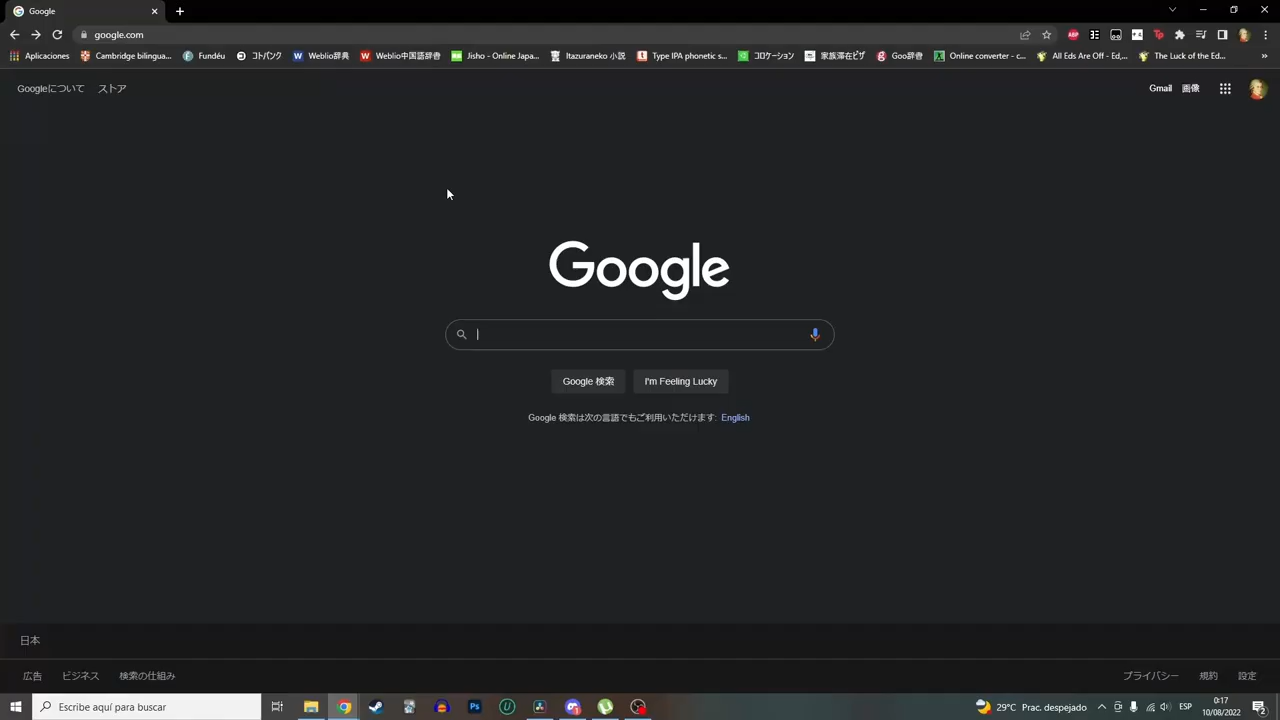 Google
google.com
Aplicaciones Cambridge bilingua... Fundéu コトバンク Weblio辞典 Weblio中国語辞書 Jisho - Online Japa... Itazuraneko 小説 Type IPA phonetic s... コロケーション 家族滞在ビザ Goo辞書 Online converter - c... All Eds Are Off - Ed,... The Luck of the Ed...
Googleについて ストア
Gmail 画像
Google
Google 検索 I'm Feeling Lucky
Google 検索は次の言語でもご利用いただけます: English
日本
広告 ビジネス 検索の仕組み
プライバシー 規約 設定
Escribe aquí para buscar
29°C Prac. despejado
ESP
0:17
10/08/2022